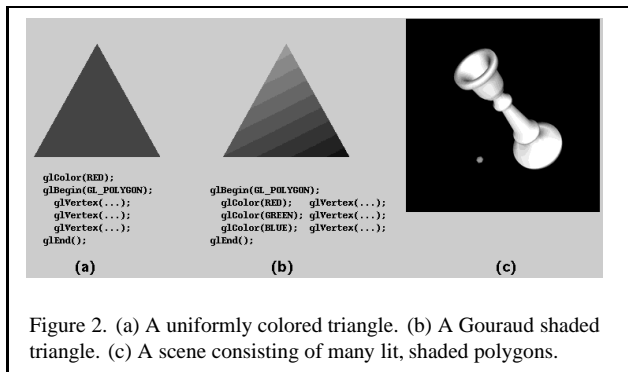 glColor(RED);
glBegin(GL_POLYGON);
glVertex(...);
glVertex(...);
glVertex(...);
glEnd();
(a)
glBegin(GL_POLYGON);
glColor(RED); glVertex(...);
glColor(GREEN); glVertex(...);
glColor(BLUE); glVertex(...);
glEnd();
(b)
(c)
Figure 2. (a) A uniformly colored triangle. (b) A Gouraud shaded
triangle. (c) A scene consisting of many lit, shaded polygons.